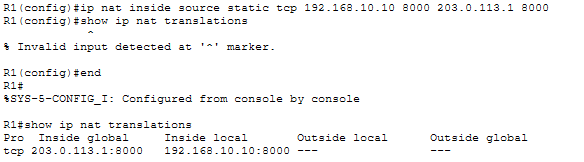 R1(config)#ip nat inside source static tcp 192.168.10.10 8000 203.0.113.1 8000
R1(config)#show ip nat translations
^
% Invalid input detected at '^' marker.
R1(config)#end
R1#
%SYS-5-CONFIG_I: Configured from console by console
R1#show ip nat translations
Pro Inside global Inside local Outside local Outside global
tcp 203.0.113.1:8000 192.168.10.10:8000 --- ---